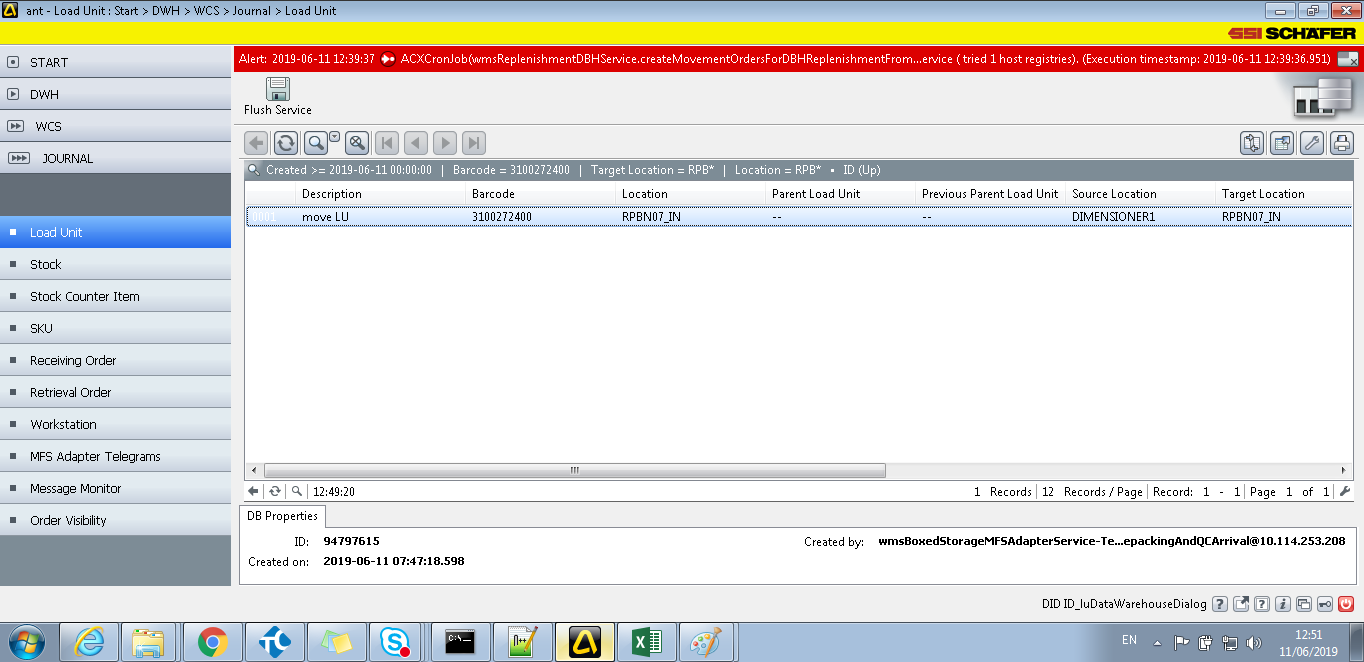 ant - Load Unit : Start > DWH > WCS > Journal > Load Unit
SSI SCHÄFER
START
DWH
WCS
JOURNAL
Load Unit
Stock
Stock Counter Item
SKU
Receiving Order
Retrieval Order
Workstation
MFS Adapter Telegrams
Message Monitor
Order Visibility
Alert: 2019-06-11 12:39:37 ACXCronJob(wmsReplenishmentDBHService.createMovementOrdersForDBHReplenishmentFrom...ervice ( tried 1 host registries). (Execution timestamp: 2019-06-11 12:39:36.951)
Flush Service
Created >= 2019-06-11 00:00:00 | Barcode = 3100272400 | Target Location = RPB* | Location = RPB* • ID (Up)
Description Barcode Location Parent Load Unit Previous Parent Load Unit Source Location Target Location
0001 move LU 3100272400 RPBN07_IN -- -- DIMENSIONER1 RPBN07_IN
12:49:20 1 Records 12 Records / Page Record: 1 - 1 Page 1 of 1
DB Properties
ID: 94797615 Created by: wmsBoxedStorageMFSAdapterService-Te...epackingAndQCArrival@10.114.253.208
Created on: 2019-06-11 07:47:18.598
DID ID_luDataWarehouseDialog
EN 12:51
11/06/2019